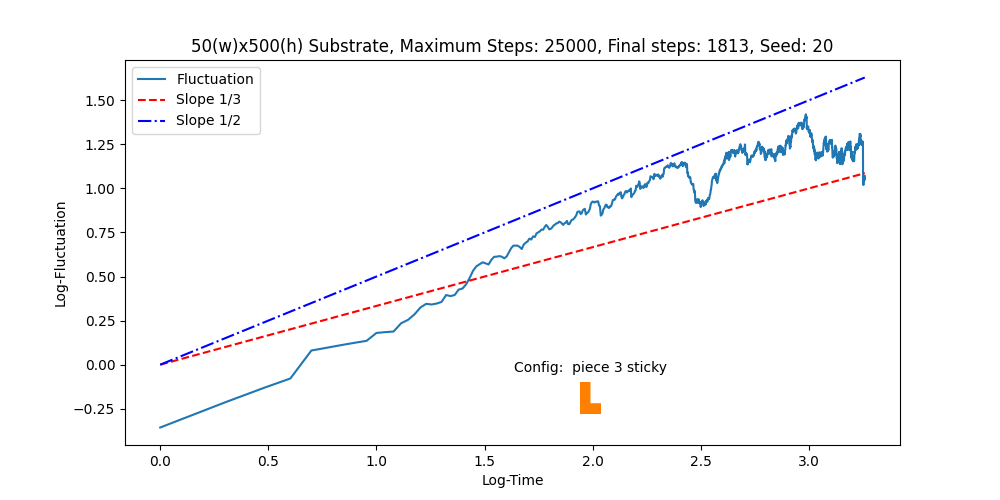 50(w)x500(h) Substrate, Maximum Steps: 25000, Final steps: 1813, Seed: 20
Fluctuation
Slope 1/3
Slope 1/2
1.50
1.25
1.00
0.75
0.50
0.25
0.00
−0.25
Log-Fluctuation
Config:  piece 3 sticky
0.0 0.5 1.0 1.5 2.0 2.5 3.0
Log-Time